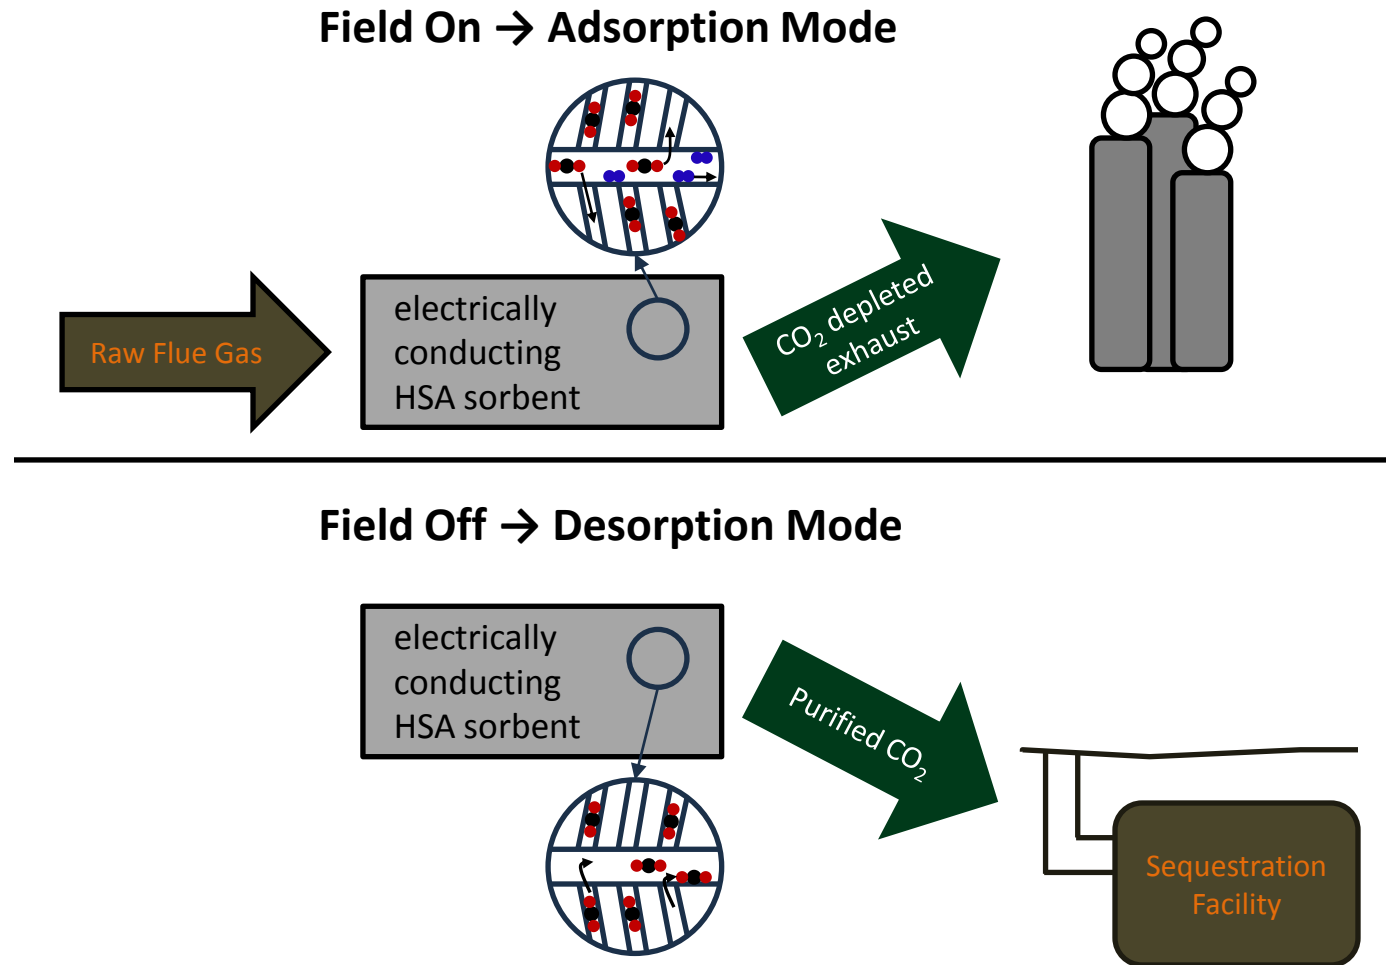 Field On → Adsorption Mode
Raw Flue Gas
electrically
conducting
HSA sorbent
CO₂ depleted
exhaust
Field Off → Desorption Mode
electrically
conducting
HSA sorbent
Purified CO₂
Sequestration
Facility